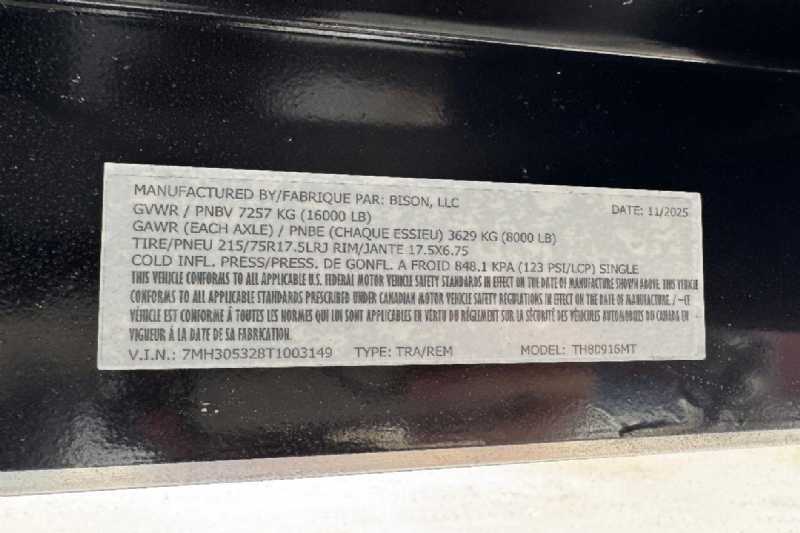 MANUFACTURED BY/FABRIQUE PAR: BISON, LLC
DATE: 11/2025
GVWR / PNBV 7257 KG (16000 LB)
GAWR (EACH AXLE) / PNBE (CHAQUE ESSIEU) 3629 KG (8000 LB)
TIRE/PNEU 215/75R17.5LRJ RIM/JANTE 17.5X6.75
COLD INFL. PRESS/PRESS. DE GONFL. A FROID 848.1 KPA (123 PSI/LCP) SINGLE
THIS VEHICLE CONFORMS TO ALL APPLICABLE U.S. FEDERAL MOTOR VEHICLE SAFETY STANDARDS IN EFFECT ON THE DATE OF MANUFACTURE SHOWN ABOVE. THIS VEHICLE
CONFORMS TO ALL APPLICABLE STANDARDS PRESCRIBED UNDER CANADIAN MOTOR VEHICLE SAFETY REGULATIONS IN EFFECT ON THE DATE OF MANUFACTURE. / -CE
VÉHICLE EST CONFORME À TOUTES LES NORMES QUI LUI SONT APPLICABLES EN VERTU DU RÈGLEMENT SUR LA SÉCURITÉ DES VÉHICULES AUTOMOBILES DU CANADA EN
VIGUEUR À LA DATE DE SA FABRICATION.
V.I.N.: 7MH305328T1003149 TYPE: TRA/REM MODEL: TH80916MT